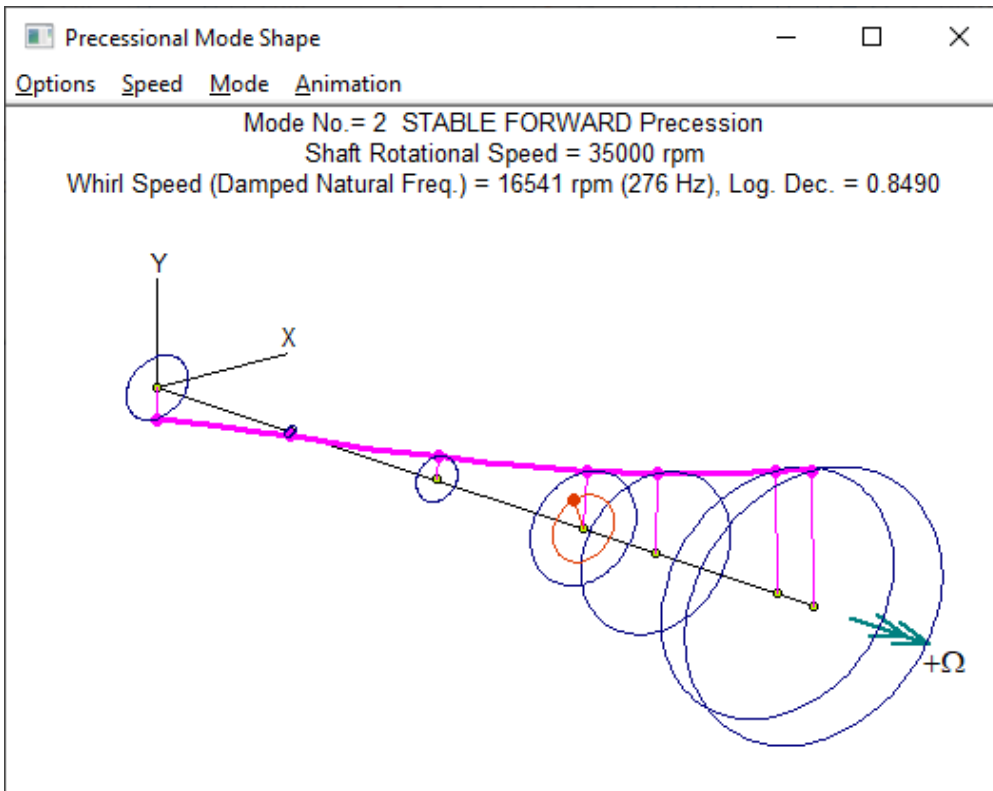 Precessional Mode Shape
Options Speed Mode Animation
Mode No.= 2 STABLE FORWARD Precession
Shaft Rotational Speed = 35000 rpm
Whirl Speed (Damped Natural Freq.) = 16541 rpm (276 Hz), Log. Dec. = 0.8490
Y
X
+Ω